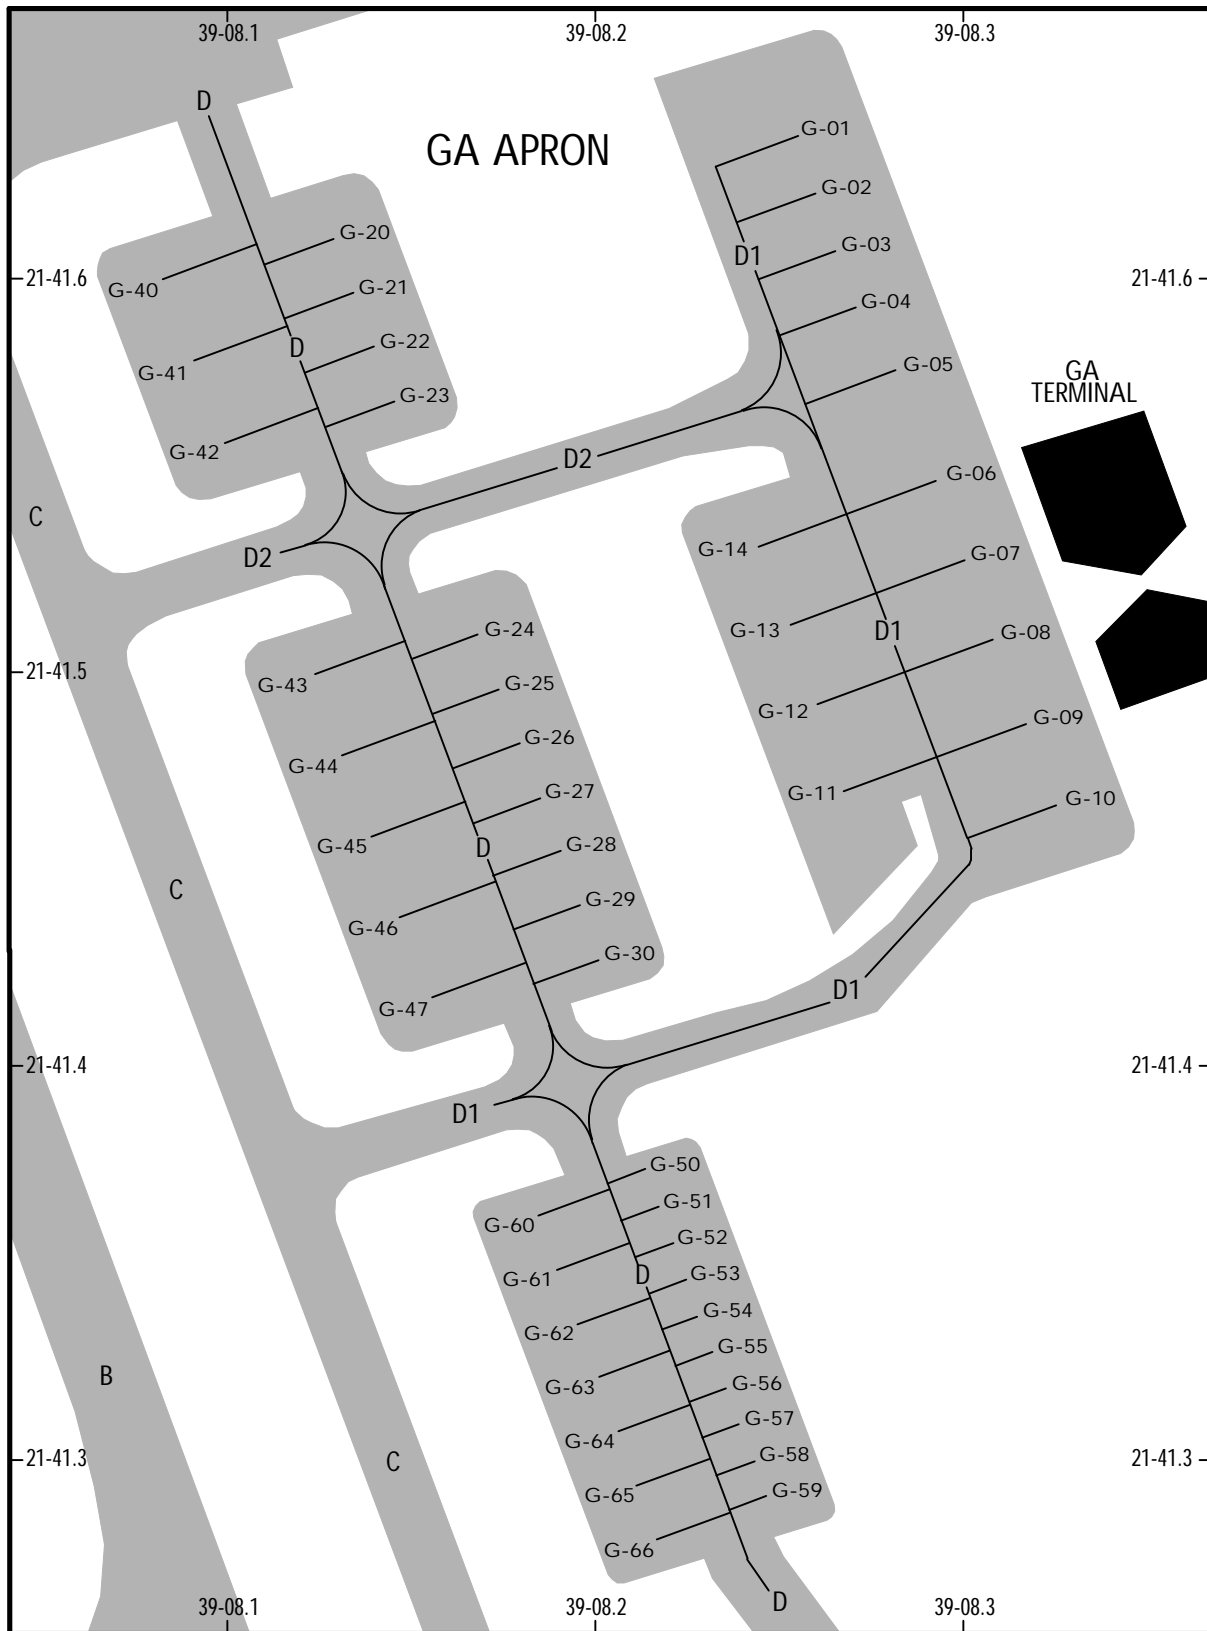 39-08.1
39-08.2
39-08.3
D
GA APRON
G-01
G-02
G-20
G-03
D1
21-41.6
G-40
G-21
21-41.6
G-04
G-22
D
G-05
GA
TERMINAL
G-41
G-23
G-42
D2
G-06
C
G-14
D2
G-07
G-24
G-13
D1
G-08
21-41.5
G-43
G-25
G-12
G-09
G-26
G-44
G-27
G-11
G-10
G-45
D
G-28
C
G-29
G-46
G-30
D1
G-47
21-41.4
21-41.4
D1
G-50
G-51
G-60
G-52
D
G-53
G-61
G-54
G-62
G-55
B
G-56
G-63
G-57
G-64
G-58
21-41.3
C
21-41.3
G-59
G-65
G-66
D
39-08.1
39-08.2
39-08.3